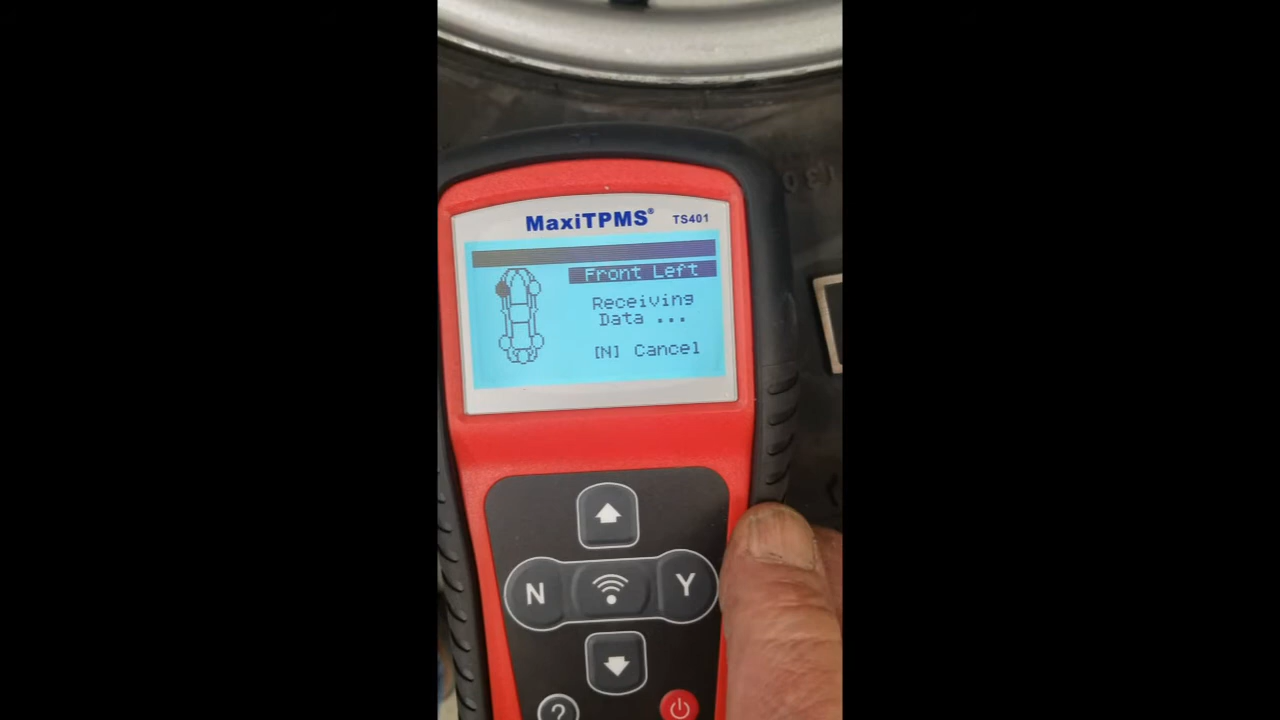 MaxiTPMS® TS401
Front Left
Receiving
Data ...
[N] Cancel
N
Y
?